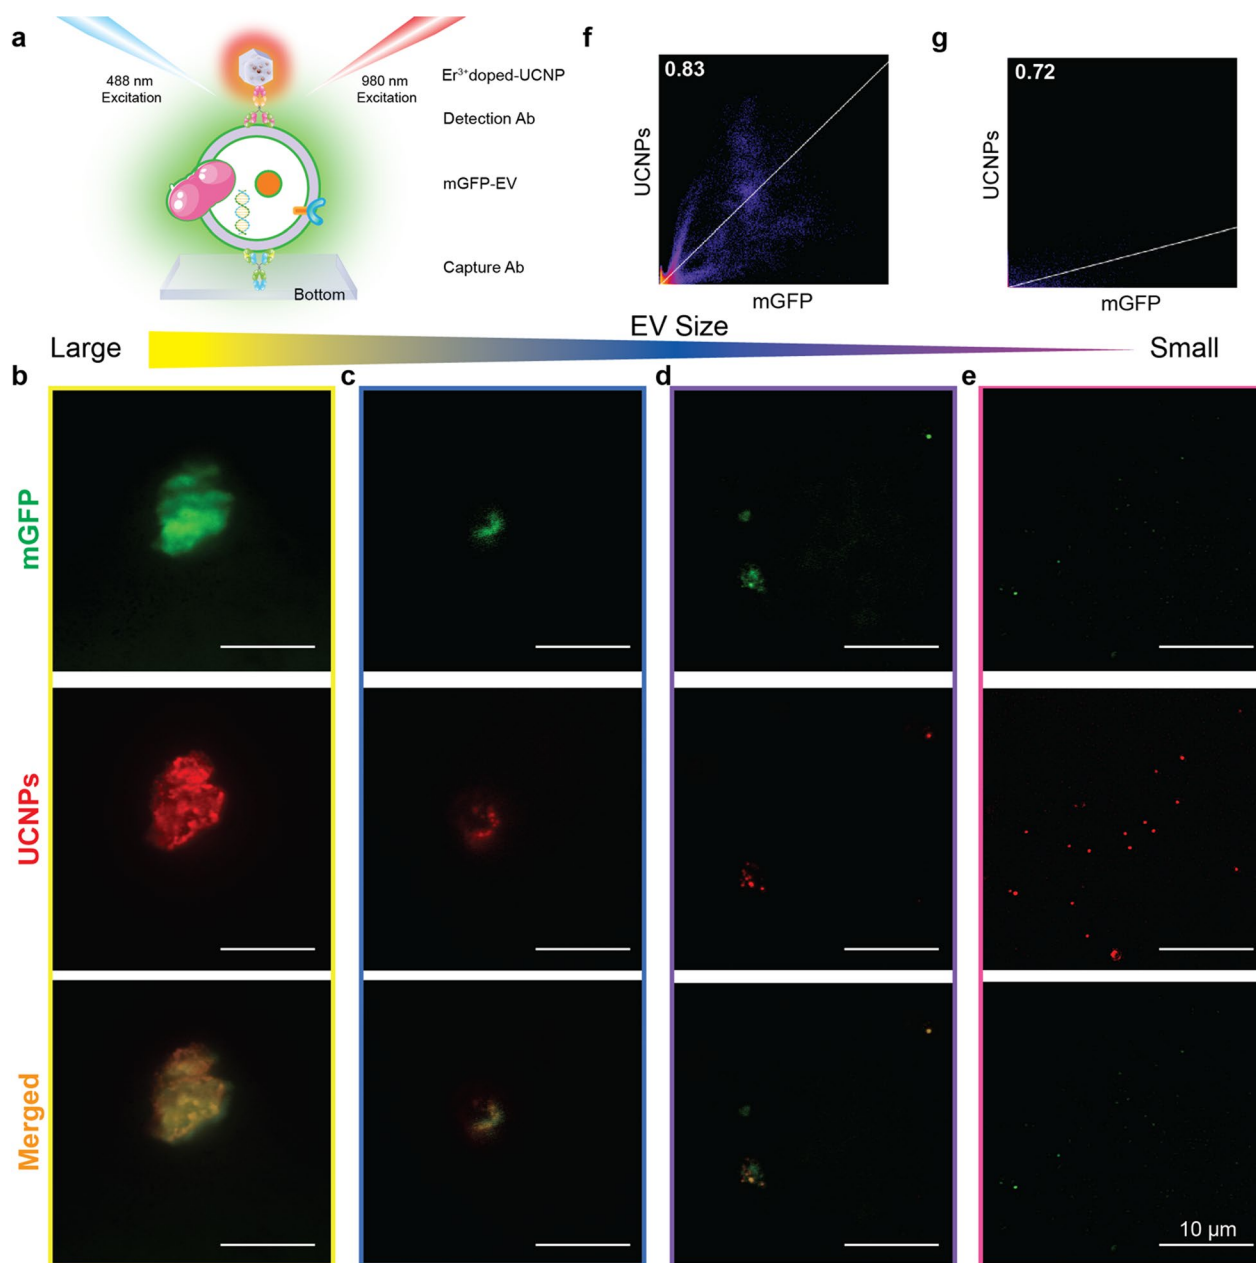 a
488 nm
Excitation
980 nm
Excitation
Er³⁺doped-UCNP
Detection Ab
mGFP-EV
Capture Ab
Bottom
f
0.83
UCNPs
mGFP
g
0.72
UCNPs
mGFP
Large
EV Size
Small
b
c
d
e
mGFP
UCNPs
Merged
10 µm